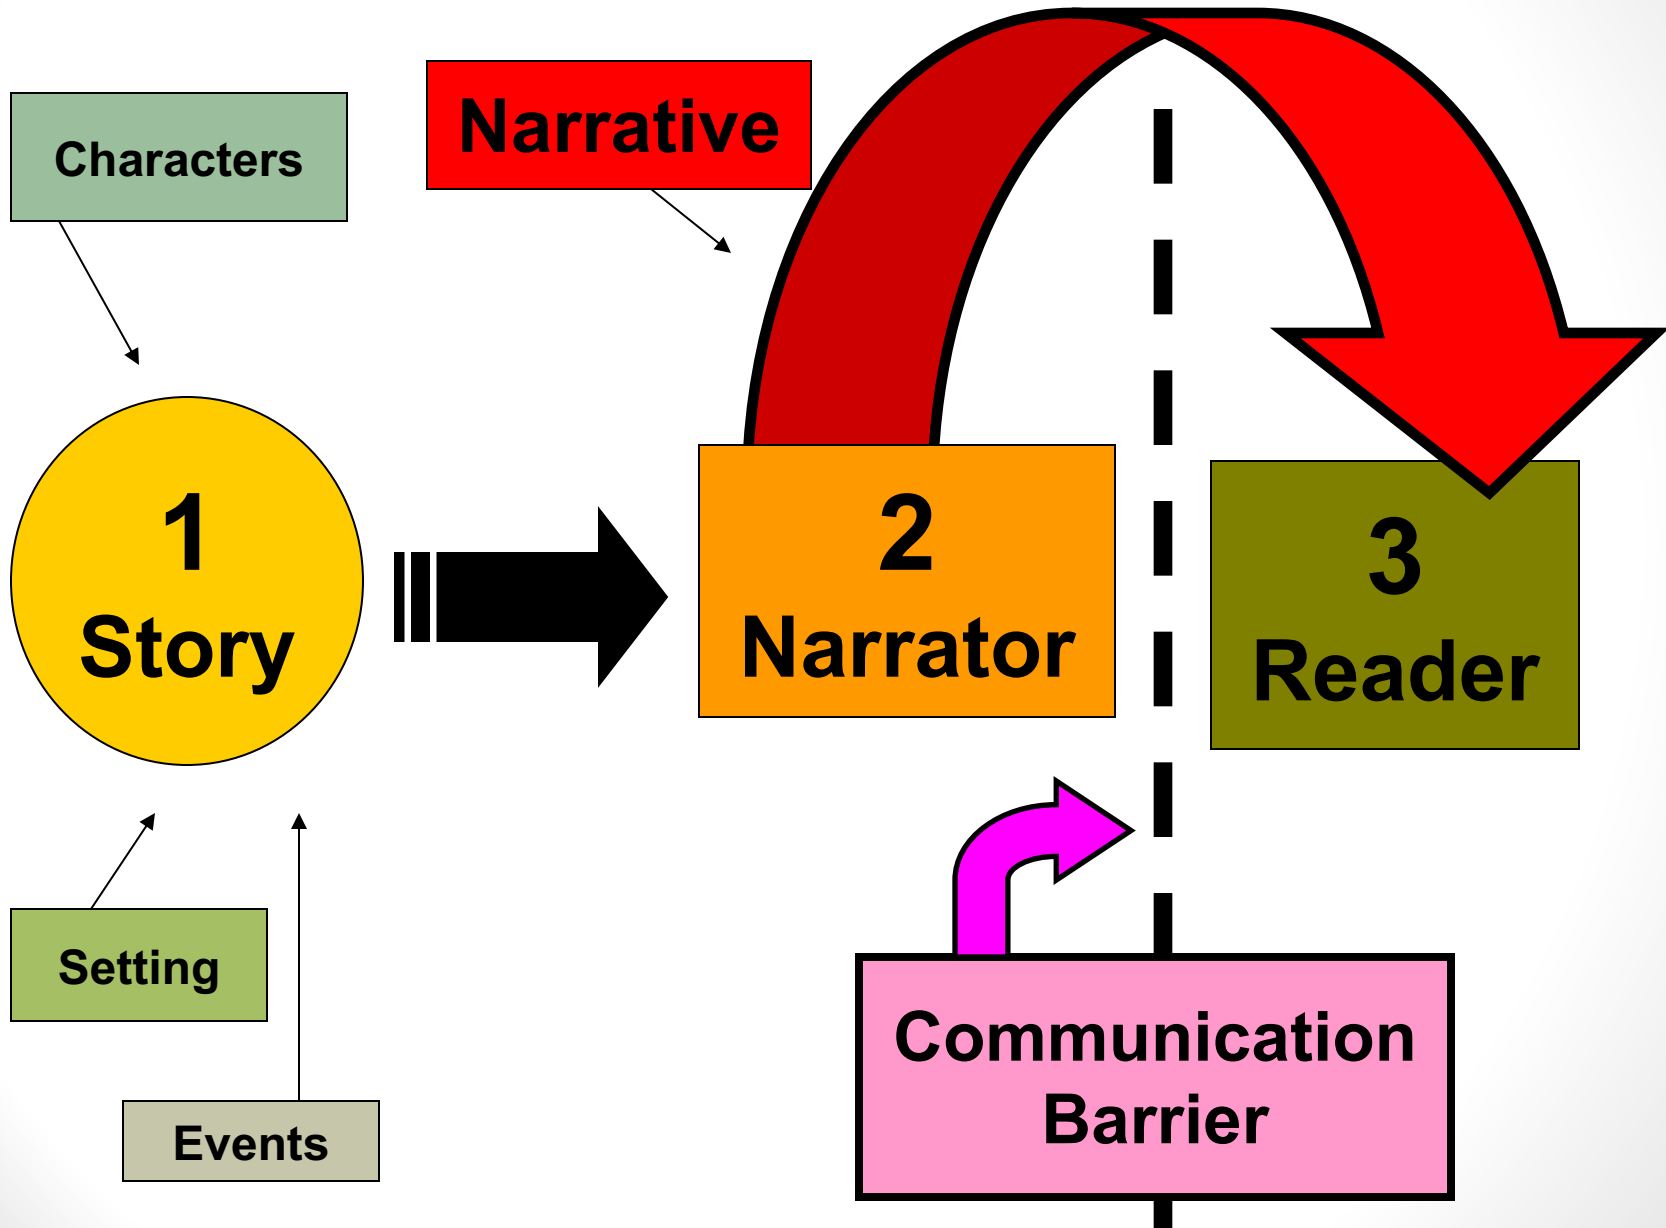 Characters
Narrative
1
Story
2
Narrator
3
Reader
Setting
Events
Communication
Barrier